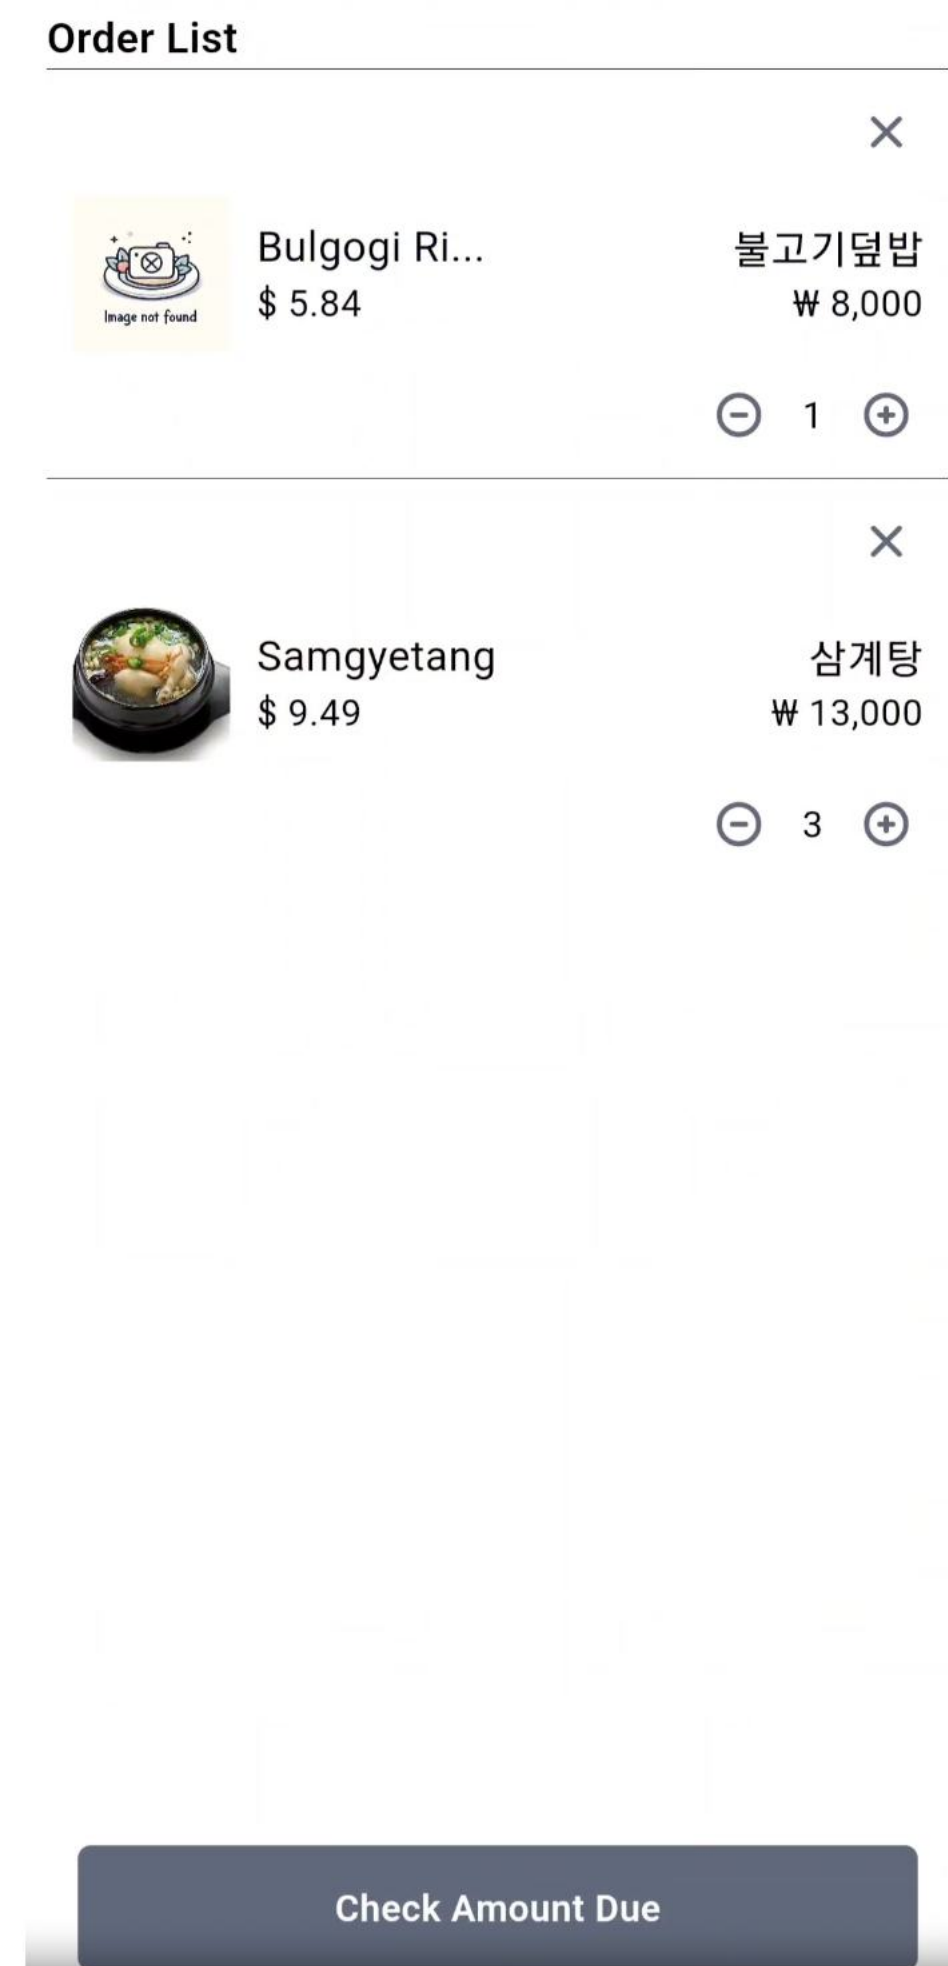 Order List
Image not found
Bulgogi Ri...
불고기덮밥
$ 5.84
₩ 8,000
1
Samgyetang
삼계탕
$ 9.49
₩ 13,000
3
Check Amount Due